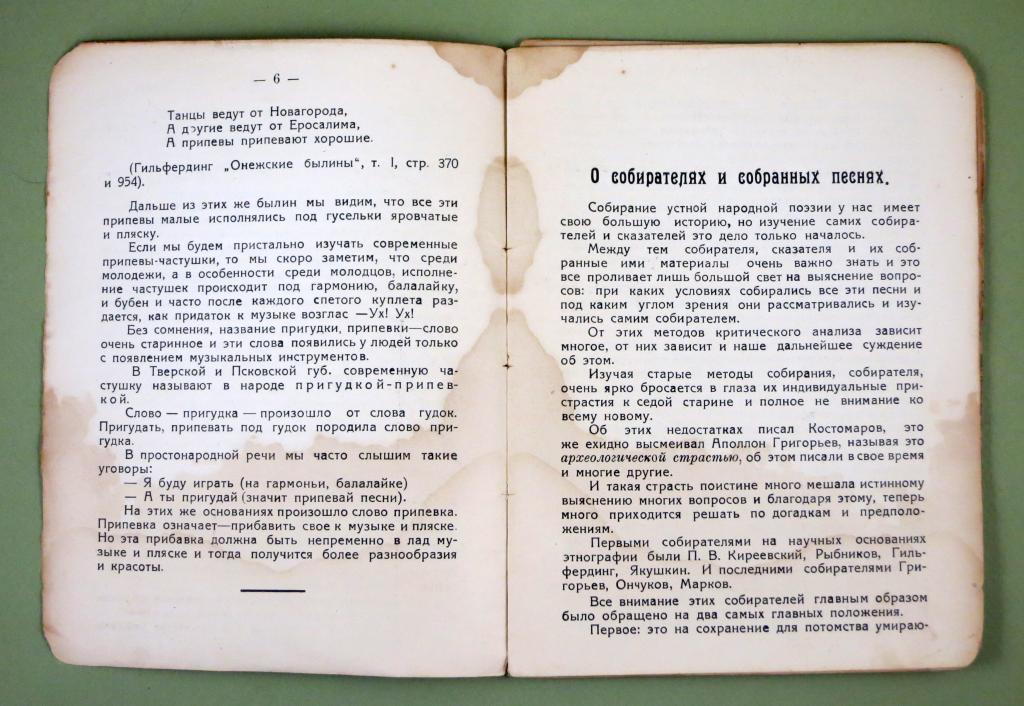 — 6 —
Танцы ведут от Новагорода,
А другие ведут от Еросалима,
А припевы припевают хорошие.
(Гильфердинг „Онежские былины“, т. I, стр. 370
и 954).
Дальше из этих же былин мы видим, что все эти
припевы малые исполнялись под гусельки яровчаты
и пляску.
Если мы будем пристально изучать современные
припевы-частушки, то мы скоро заметим, что среди
молодежи, а в особенности среди молодцов, исполне-
ние частушек происходит под гармонию, балалайку,
и бубен и часто после каждого спетого куплета раз-
дается, как придаток к музыке возглас —Ух! Ух!
Без сомнения, название пригудки, припевки—слово
очень старинное и эти слова появились у людей только
с появлением музыкальных инструментов.
В Тверской и Псковской губ. современную ча-
стушку называют в народе пригудкой-припев-
кой.
Слово — пригудка — произошло от слова гудок.
Пригудать, припевать под гудок породила слово при-
гудка.
В простонародной речи мы часто слышим такие
уговоры:
— Я буду играть (на гармоньи, балалайке)
— А ты пригудай (значит припевай песни).
На этих же основаниях произошло слово припевка.
Припевка означает—прибавить свое к музыке и пляске.
Но эта прибавка должна быть непременно в лад му-
зыке и пляске и тогда получится более разнообразия
и красоты.
О собирателях и собранных песнях.
Собирание устной народной поэзии у нас имеет
свою большую историю, но изучение самих собира-
телей и сказателей это дело только началось.
Между тем собирателя, сказателя и их соб-
ранные ими материалы очень важно знать и это
все проливает лишь большой свет на выяснение вопро-
сов: при каких условиях собирались все эти песни и
под каким углом зрения они рассматривались и изу-
чались самим собирателем.
От этих методов критического анализа зависит
многое, от них зависит и наше дальнейшее суждение
об этом.
Изучая старые методы собирания, собирателя,
очень ярко бросается в глаза их индивидуальные при-
страстия к седой старине и полное не внимание ко
всему новому.
Об этих недостатках писал Костомаров, это
же ехидно высмеивал Аполлон Григорьев, называя это
археологической страстью, об этом писали в свое время
и многие другие.
И такая страсть поистине много мешала истинному
выяснению многих вопросов и благодаря этому, теперь
много приходится решать по догадкам и предполо-
жениям.
Первыми собирателями на научных основаниях
этнографии были П. В. Киреевский, Рыбников, Гиль-
фердинг, Якушкин. И последними собирателями Гри-
горьев, Ончуков, Марков.
Все внимание этих собирателей главным образом
было обращено на два самых главных положения.
Первое: это на сохранение для потомства умираю-